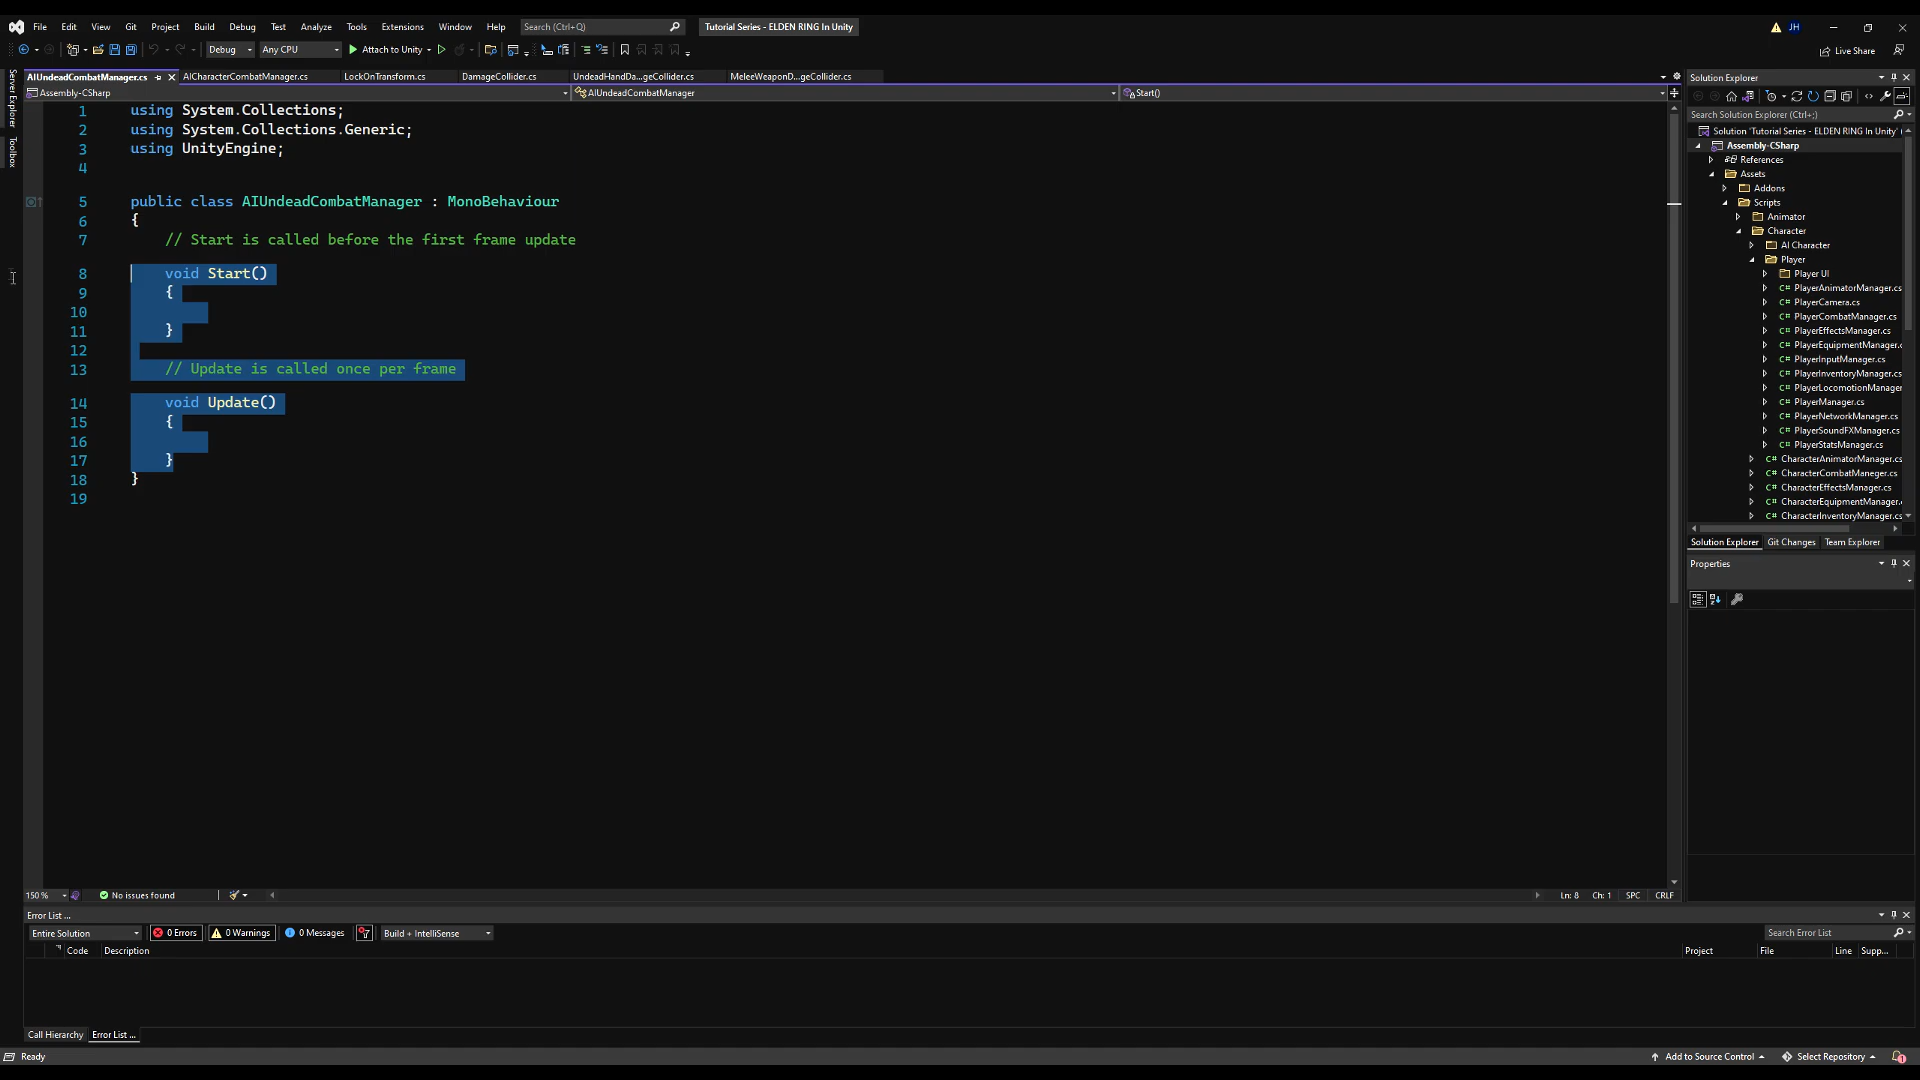 File Edit View Git Project Build Debug Test Analyze Tools Extensions Window Help Search (Ctrl+Q) Tutorial Series - ELDEN RING In Unity JH
Debug Any CPU Attach to Unity Live Share
AIUndeadCombatManager.cs AICharacterCombatManager.cs LockOnTransform.cs DamageCollider.cs UndeadHandDa...geCollider.cs MeleeWeaponD...geCollider.cs
Assembly-CSharp AIUndeadCombatManager Start()
Server Explorer
Toolbox
1 using System.Collections;
2 using System.Collections.Generic;
3 using UnityEngine;
4
5 public class AIUndeadCombatManager : MonoBehaviour
6 {
7 // Start is called before the first frame update
8 void Start()
9 {
10
11 }
12
13 // Update is called once per frame
14 void Update()
15 {
16
17 }
18 }
19
150 % No issues found Ln: 8 Ch: 1 SPC CRLF
Solution Explorer
Search Solution Explorer (Ctrl+;)
Solution 'Tutorial Series - ELDEN RING In Unity' (
Assembly-CSharp
References
Assets
Addons
Scripts
Animator
Character
AI Character
Player
Player UI
C# PlayerAnimatorManager.cs
C# PlayerCamera.cs
C# PlayerCombatManager.cs
C# PlayerEffectsManager.cs
C# PlayerEquipmentManager.c
C# PlayerInputManager.cs
C# PlayerInventoryManager.cs
C# PlayerLocomotionManager
C# PlayerManager.cs
C# PlayerNetworkManager.cs
C# PlayerSoundFXManager.cs
C# PlayerStatsManager.cs
C# CharacterAnimatorManager.cs
C# CharacterCombatManeger.cs
C# CharacterEffectsManager.cs
C# CharacterEquipmentManager.
C# CharacterInventoryManager.cs
Solution Explorer Git Changes Team Explorer
Properties
Error List ...
Entire Solution 0 Errors 0 Warnings 0 Messages Build + IntelliSense Search Error List
Code Description Project File Line Supp...
Call Hierarchy Error List ...
Ready Add to Source Control Select Repository 1